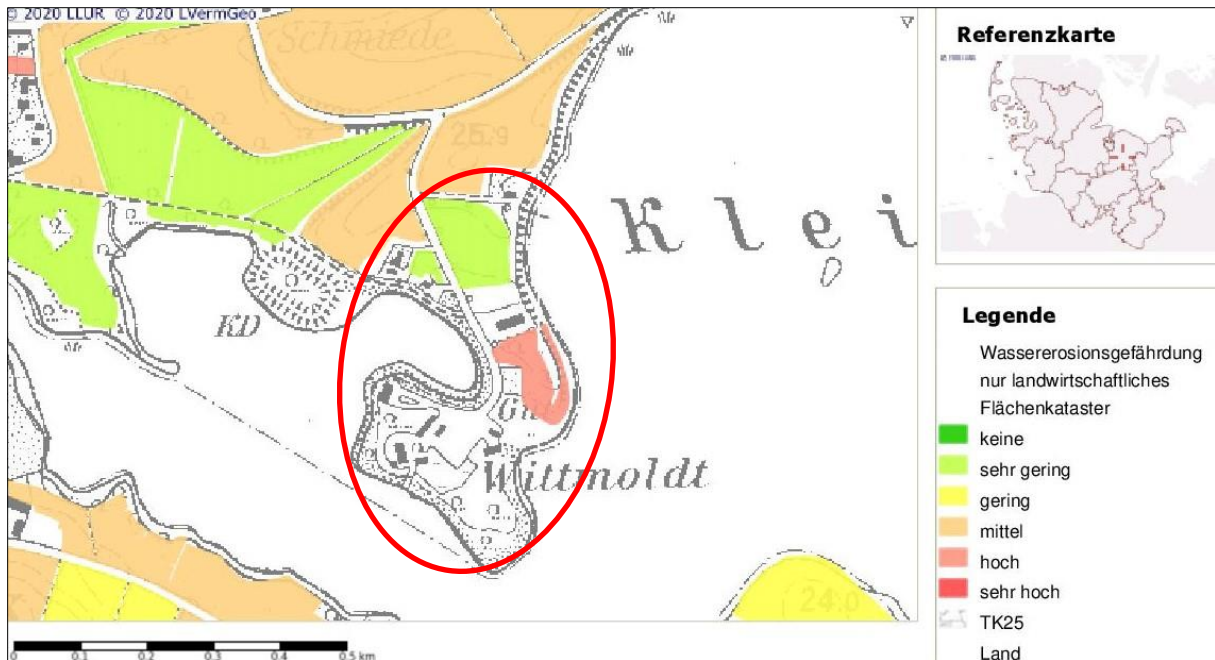 © 2020 LLUR © 2020 LVermGeo
Schmiede
25,9
Klei
KD
Gu
Wittmoldt
24.0
0 0.1 0.2 0.3 0.4 0.5 km
Referenzkarte
Legende
Wassererosionsgefährdung
nur landwirtschaftliches
Flächenkataster
keine
sehr gering
gering
mittel
hoch
sehr hoch
TK25
Land